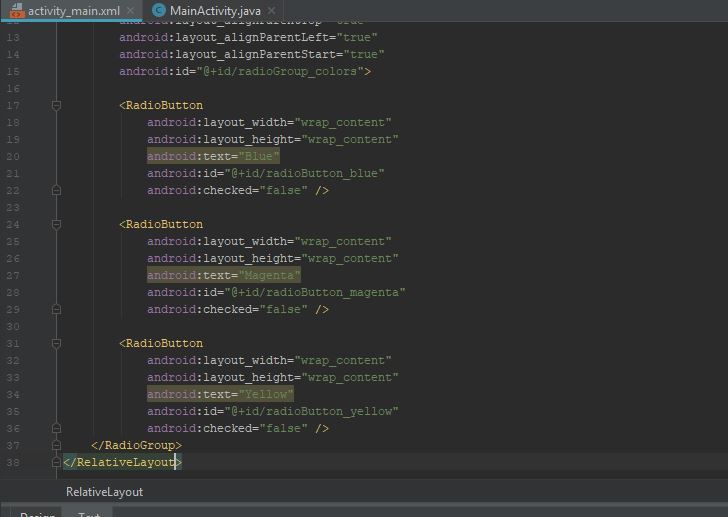 activity_main.xml × MainActivity.java ×
12 android:layout_alignParentTop="true"
13 android:layout_alignParentLeft="true"
14 android:layout_alignParentStart="true"
15 android:id="@+id/radioGroup_colors">
16
17 <RadioButton
18 android:layout_width="wrap_content"
19 android:layout_height="wrap_content"
20 android:text="Blue"
21 android:id="@+id/radioButton_blue"
22 android:checked="false" />
23
24 <RadioButton
25 android:layout_width="wrap_content"
26 android:layout_height="wrap_content"
27 android:text="Magenta"
28 android:id="@+id/radioButton_magenta"
29 android:checked="false" />
30
31 <RadioButton
32 android:layout_width="wrap_content"
33 android:layout_height="wrap_content"
34 android:text="Yellow"
35 android:id="@+id/radioButton_yellow"
36 android:checked="false" />
37 </RadioGroup>
38 </RelativeLayout>
RelativeLayout
Design Text